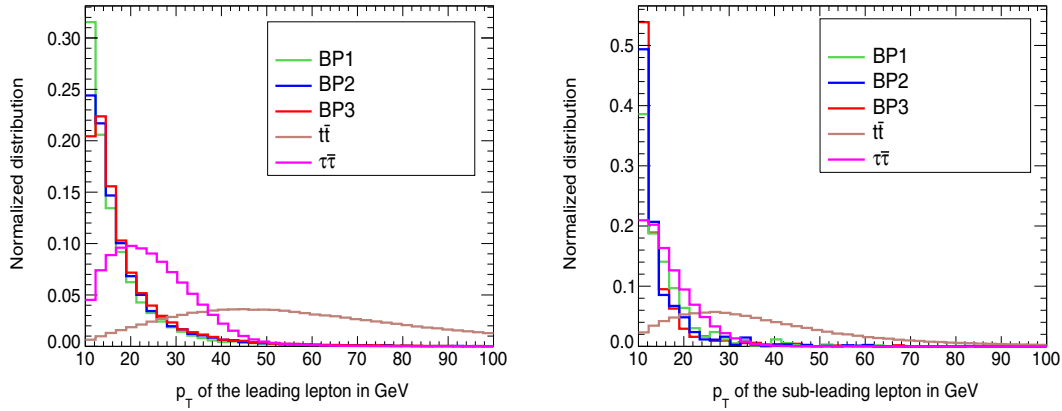 Normalized distribution
0.30
0.25
0.20
0.15
0.10
0.05
0.00
BP1
BP2
BP3
tt̄
ττ̄
10 20 30 40 50 60 70 80 90 100
p_T of the leading lepton in GeV
Normalized distribution
0.5
0.4
0.3
0.2
0.1
0.0
BP1
BP2
BP3
tt̄
ττ̄
10 20 30 40 50 60 70 80 90 100
p_T of the sub-leading lepton in GeV